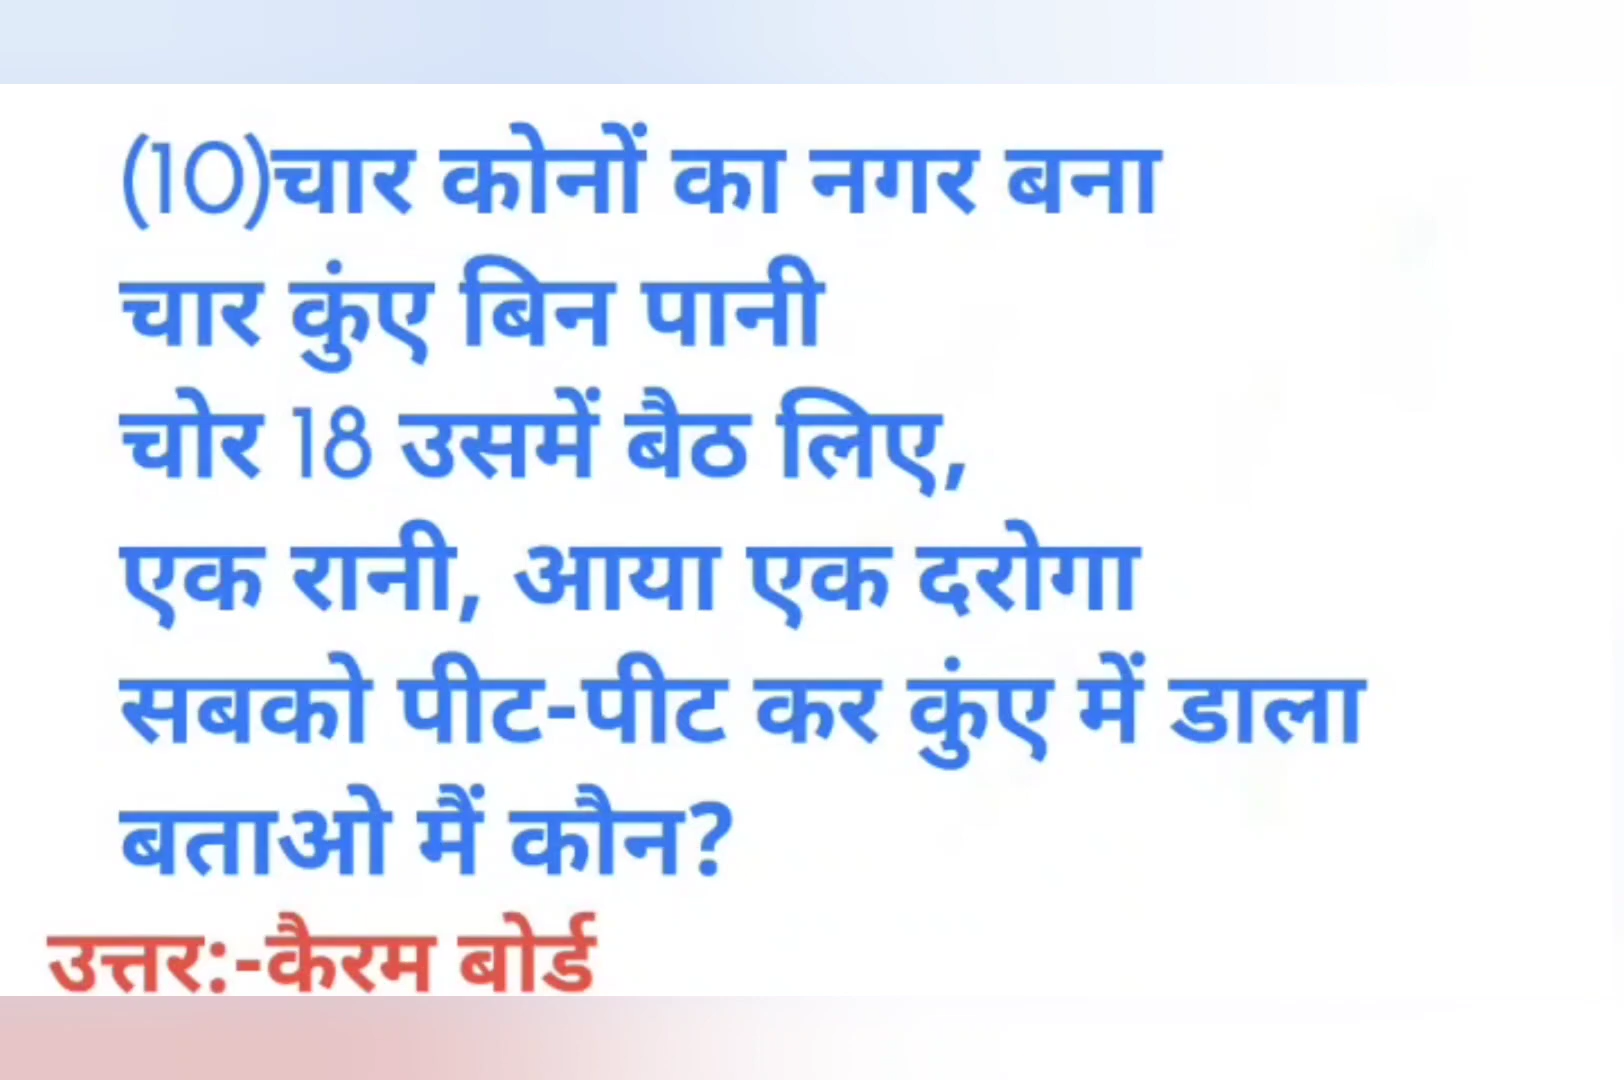 (10)चार कोनों का नगर बना
चार कुंए बिन पानी
चोर 18 उसमें बैठ लिए,
एक रानी, आया एक दरोगा
सबको पीट-पीट कर कुंए में डाला
बताओ मैं कौन?
उत्तर:-कैरम बोर्ड